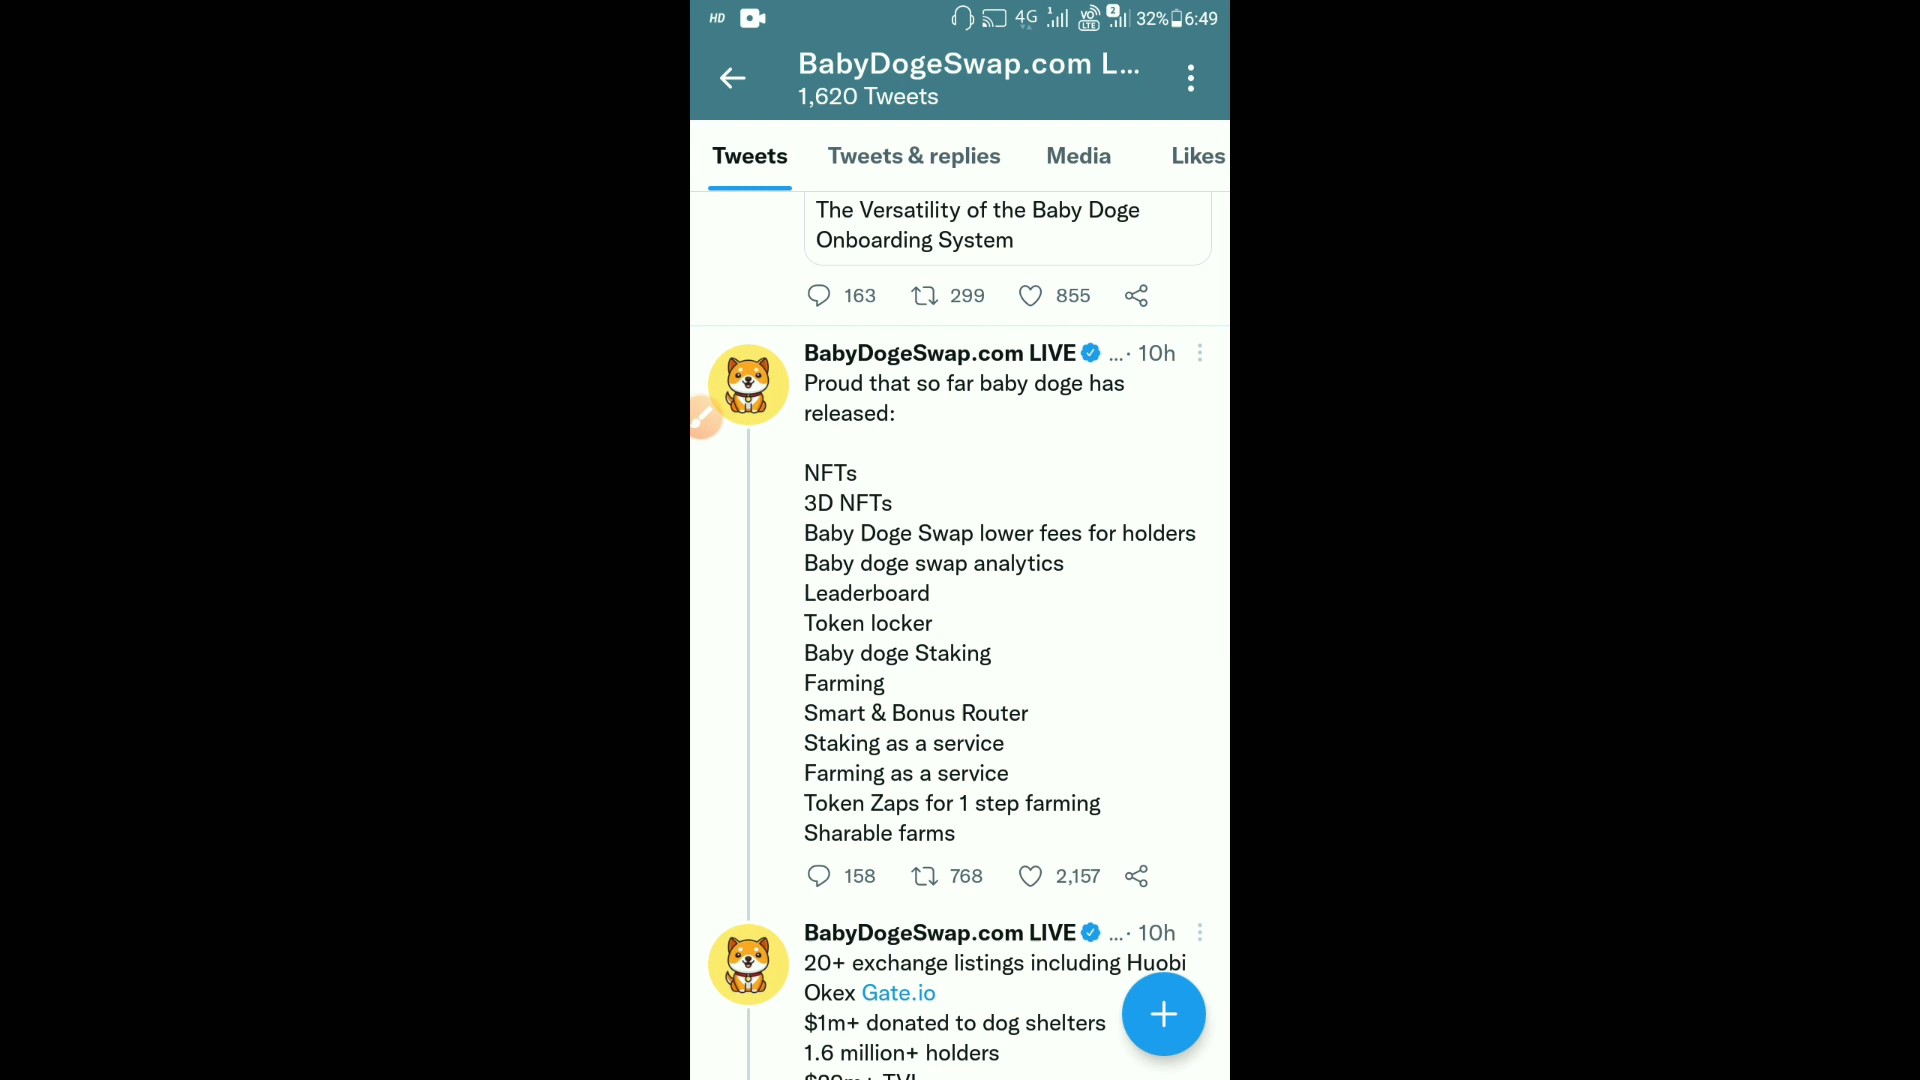 HD 4G 1 VO LTE 2 32% 6:49
BabyDogeSwap.com L...
1,620 Tweets
Tweets Tweets & replies Media Likes
The Versatility of the Baby Doge
Onboarding System
163 299 855
BabyDogeSwap.com LIVE ... · 10h
Proud that so far baby doge has
released:
NFTs
3D NFTs
Baby Doge Swap lower fees for holders
Baby doge swap analytics
Leaderboard
Token locker
Baby doge Staking
Farming
Smart & Bonus Router
Staking as a service
Farming as a service
Token Zaps for 1 step farming
Sharable farms
158 768 2,157
BabyDogeSwap.com LIVE ... · 10h
20+ exchange listings including Huobi
Okex Gate.io
$1m+ donated to dog shelters
1.6 million+ holders